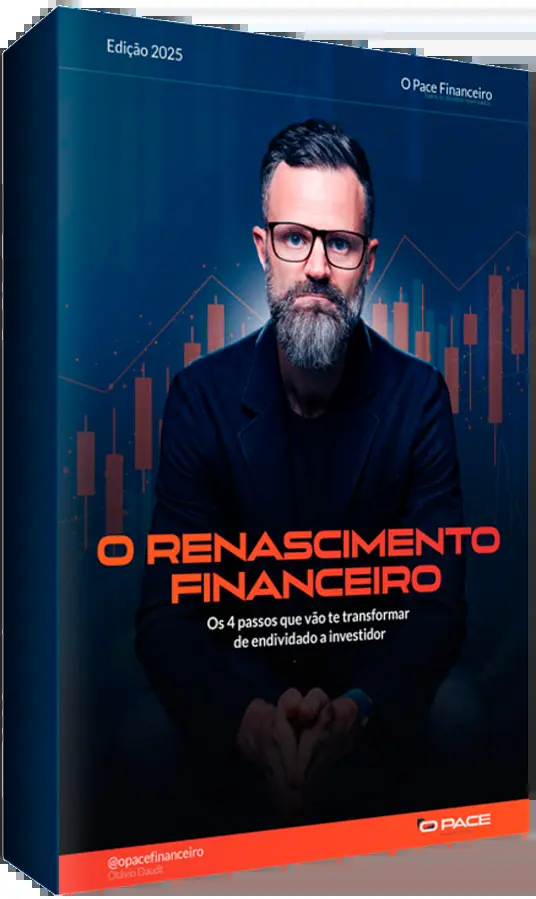 Edição 2025
O Pace Financeiro
O RENASCIMENTO
FINANCEIRO
Os 4 passos que vão te transformar
de endividado a investidor
O PACE
@opacefinanceiro
Otávio Daudt